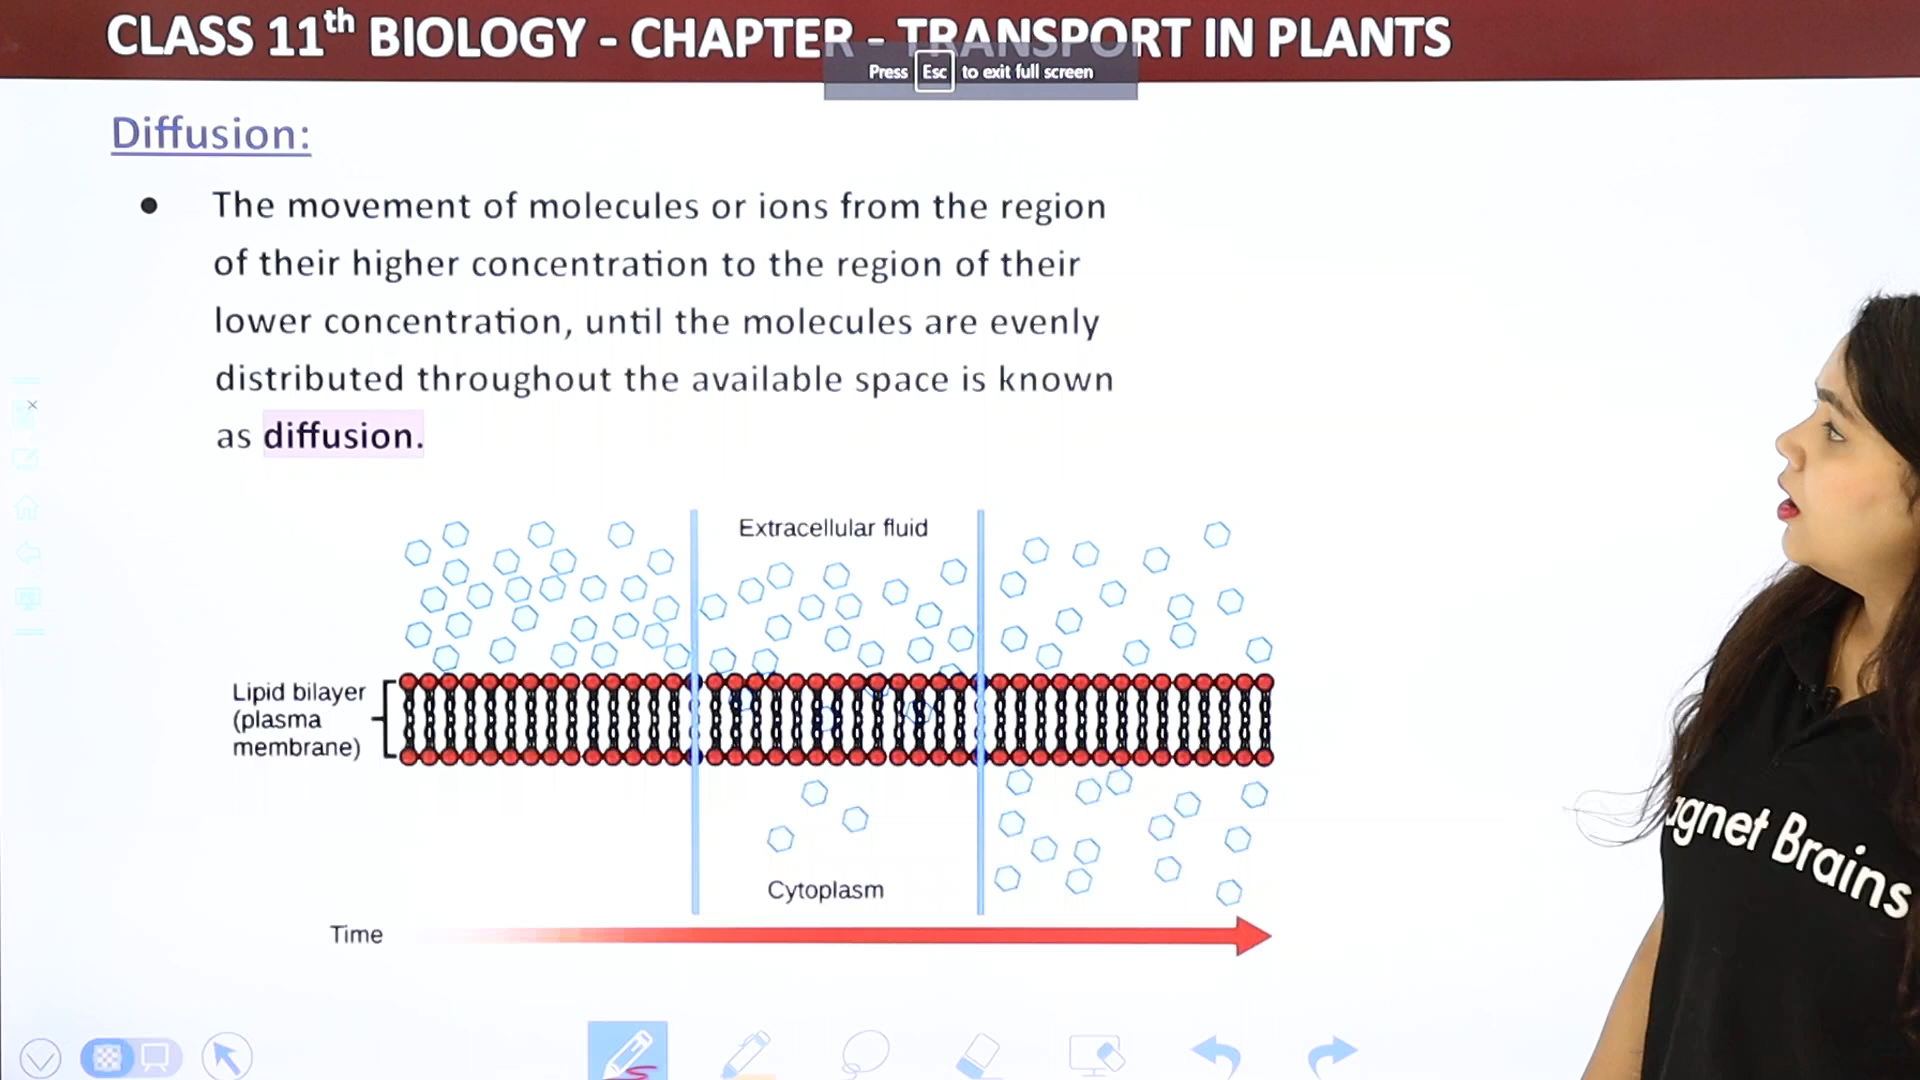 CLASS 11th BIOLOGY - CHAPTER - TRANSPORT IN PLANTS
Press Esc to exit full screen
Diffusion:
• The movement of molecules or ions from the region
of their higher concentration to the region of their
lower concentration, until the molecules are evenly
distributed throughout the available space is known
as diffusion.
Extracellular fluid
Lipid bilayer
(plasma
membrane)
Cytoplasm
Time
agnet Brains